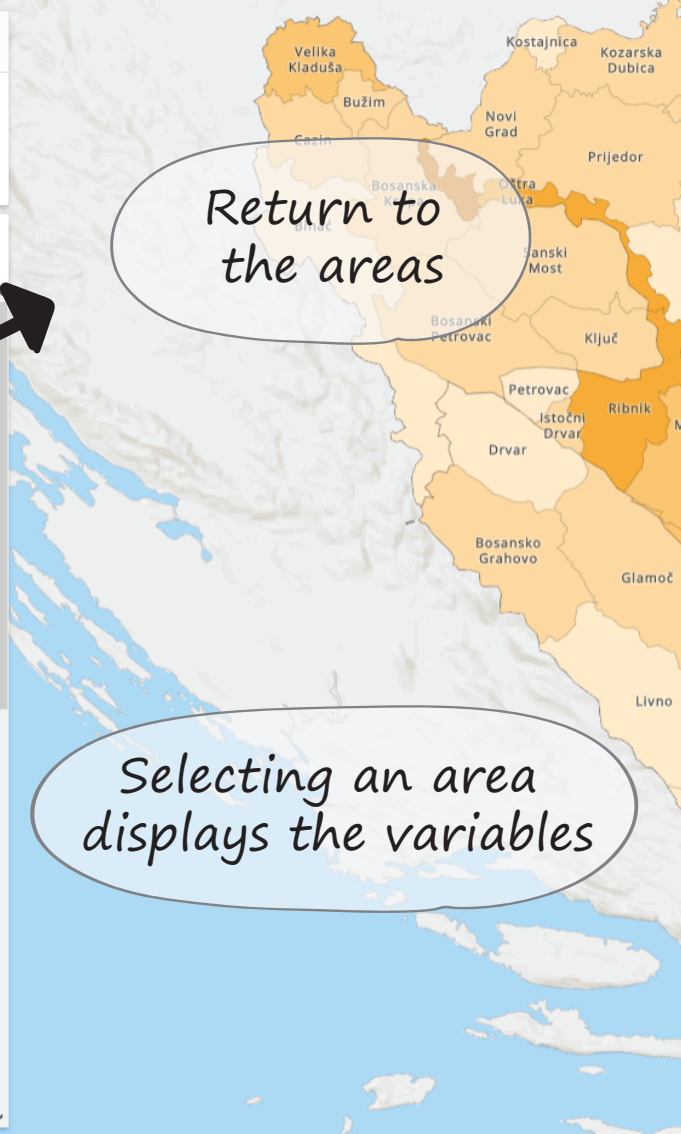 Velika
Kladuša
Kostajnica
Kozarska
Dubica
Bužim
Novi
Grad
Cazin
Prijedor
Bosanska
Oštra
Luka
Return to
the areas
Bihać
Sanski
Most
Bosanski
Petrovac
Ključ
Petrovac
Ribnik
Istočni
Drvar
M
Drvar
Bosansko
Grahovo
Glamoč
Livno
Selecting an area
displays the variables